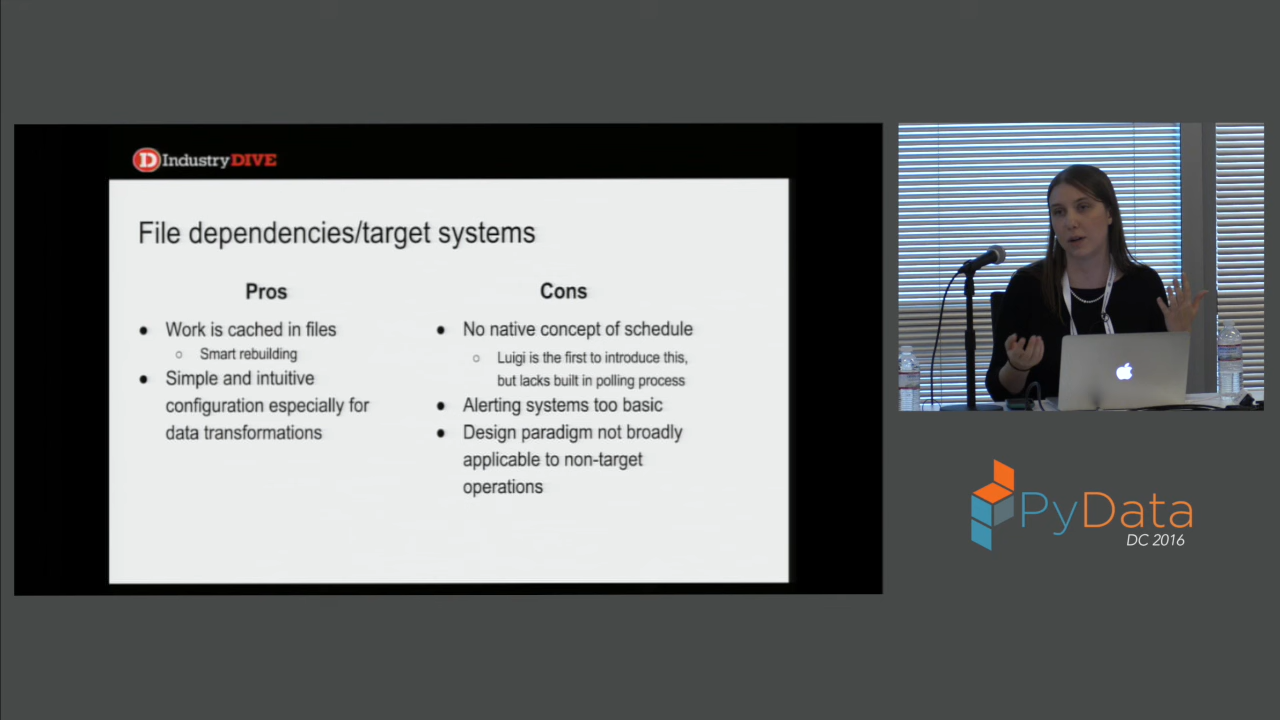 IndustryDIVE
File dependencies/target systems
Pros
● Work is cached in files
○ Smart rebuilding
● Simple and intuitive
configuration especially for
data transformations
Cons
● No native concept of schedule
○ Luigi is the first to introduce this,
but lacks built in polling process
● Alerting systems too basic
● Design paradigm not broadly
applicable to non-target
operations
PyData
DC 2016